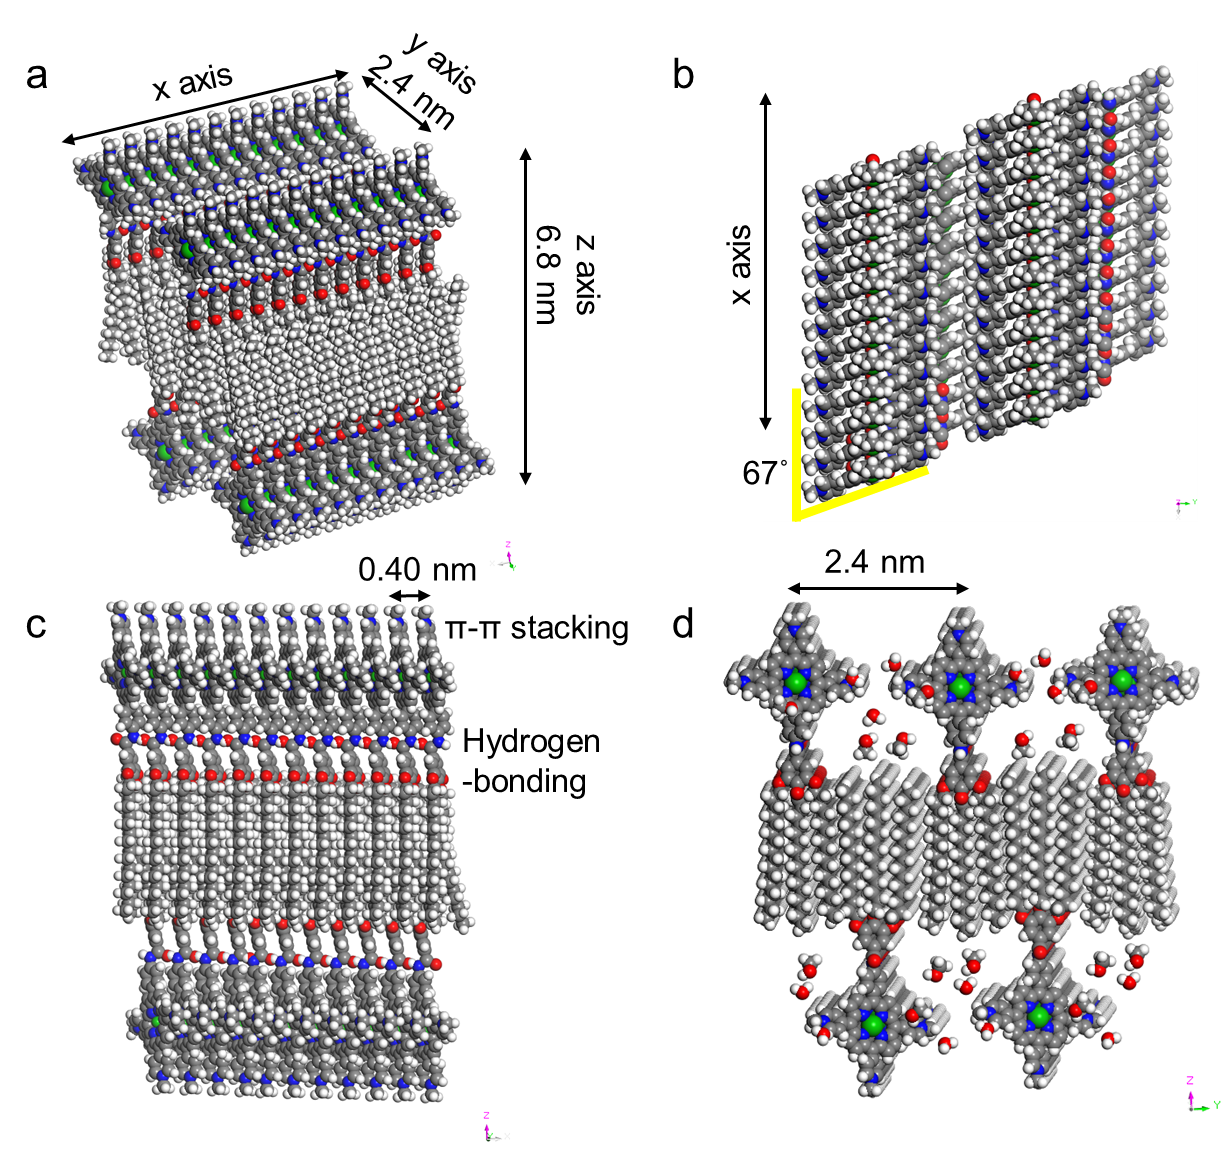 a
x axis
y axis
2.4 nm
z axis
6.8 nm
b
x axis
67°
Z
Y
0.40 nm
c
π-π stacking
Hydrogen
-bonding
Z
X
2.4 nm
d
Z
Y